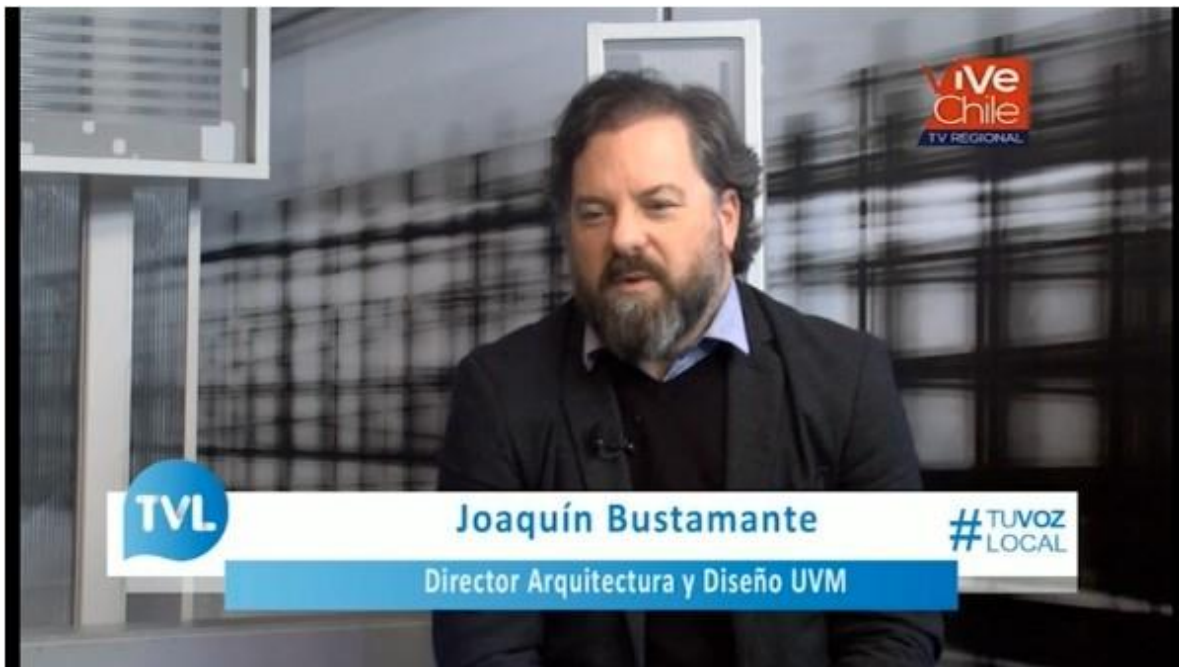 ViVe
Chile
TV REGIONAL
TVL
Joaquín Bustamante
#TUVOZ
LOCAL
Director Arquitectura y Diseño UVM